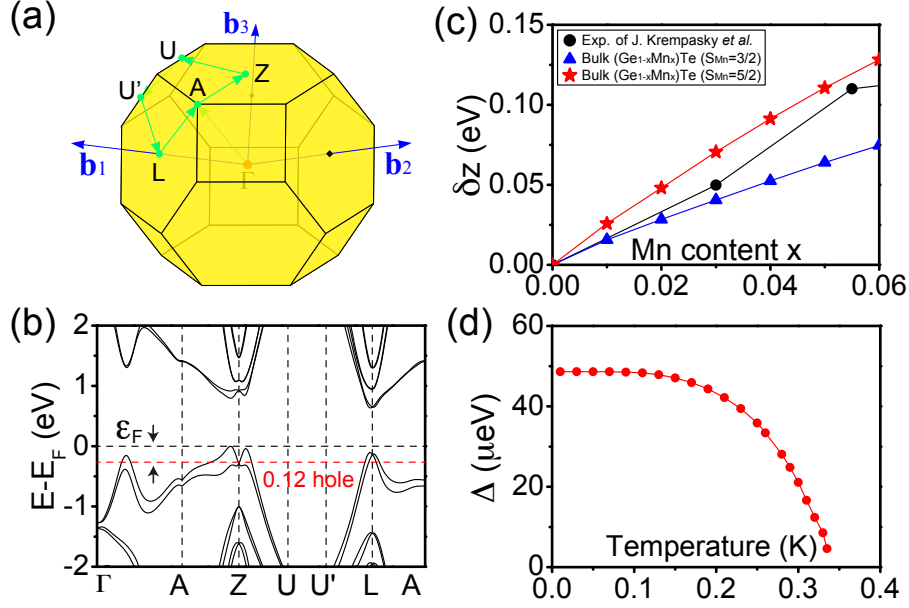 (a)
b3
U
Z
U'
A
b1
L
Γ
b2
(b)
2
1
0
-1
-2
E-EF (eV)
εF
0.12 hole
Γ A Z U U' L A
(c)
0.15
0.10
0.05
0.00
δz (eV)
Exp. of J. Krempasky et al.
Bulk (Ge1-xMnx)Te (SMn=3/2)
Bulk (Ge1-xMnx)Te (SMn=5/2)
Mn content x
0.00 0.02 0.04 0.06
(d)
60
40
20
0
Δ (μeV)
Temperature (K)
0.0 0.1 0.2 0.3 0.4